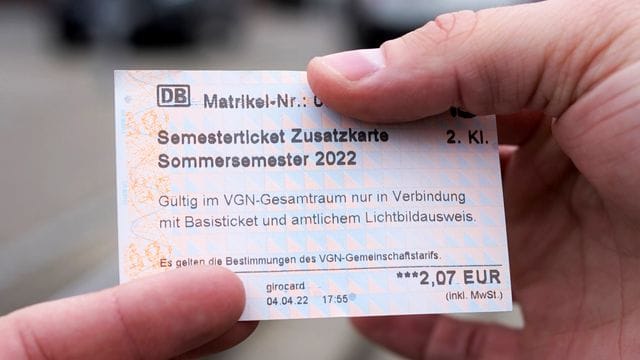 DB Matrikel-Nr.:
Semesterticket Zusatzkarte 2. Kl.
Sommersemester 2022
Gültig im VGN-Gesamtraum nur in Verbindung
mit Basisticket und amtlichem Lichtbildausweis.
Es gelten die Bestimmungen des VGN-Gemeinschaftstarifs.
girocard ***2,07 EUR
04.04.22 17:55 (inkl. MwSt.)